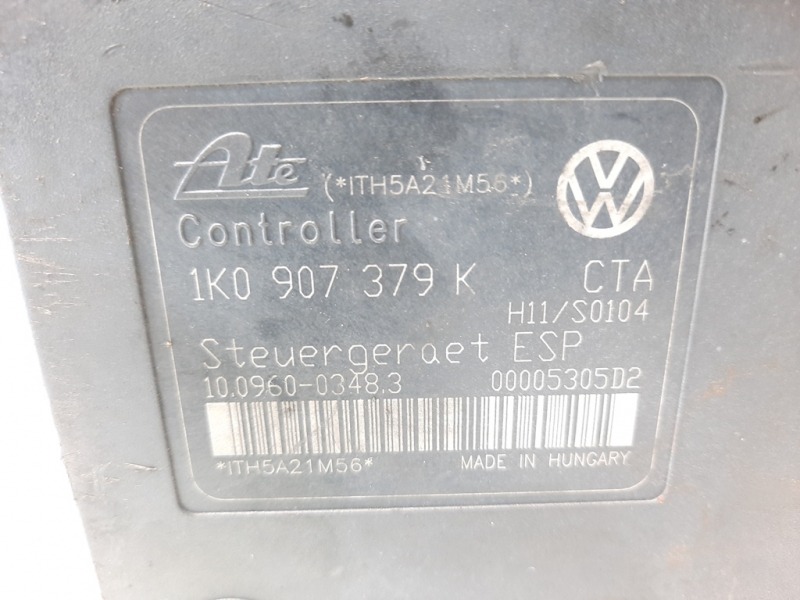 Ate (*ITH5A21M56*)
VW
Controller
1K0 907 379 K CTA
H11/S0104
Steuergeraet ESP
10.0960-0348.3 00005305D2
*ITH5A21M56* MADE IN HUNGARY